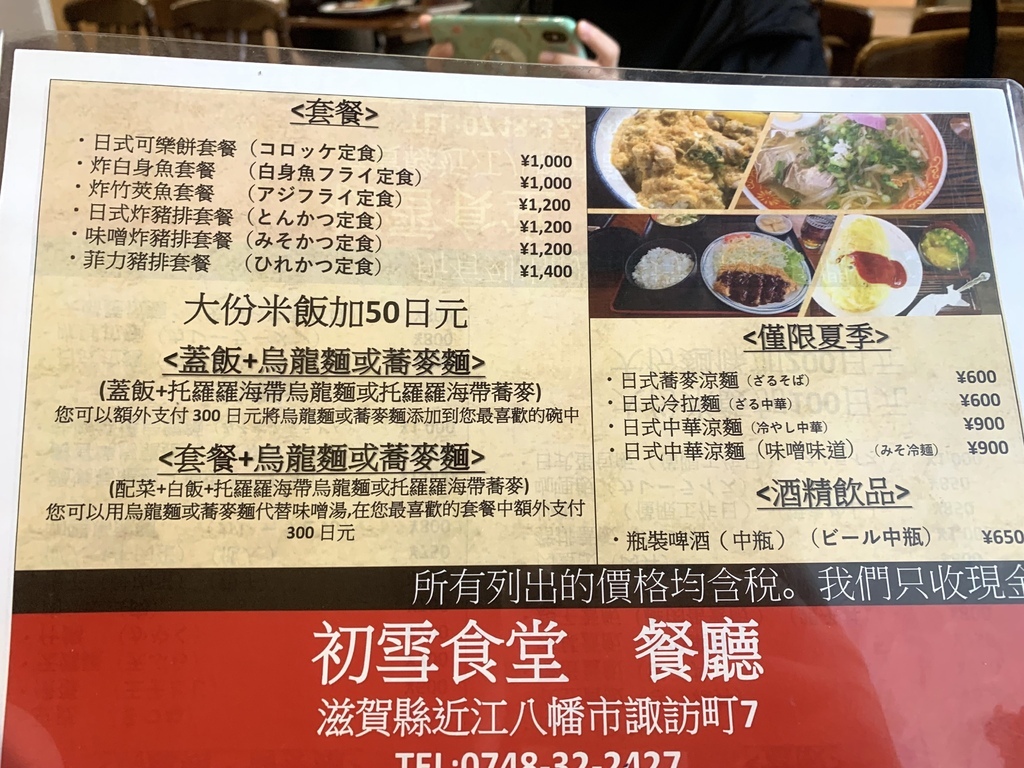 <套餐>
・日式可樂餅套餐（コロッケ定食） ¥1,000
・炸白身魚套餐 （白身魚フライ定食） ¥1,000
・炸竹莢魚套餐 （アジフライ定食） ¥1,200
・日式炸豬排套餐（とんかつ定食） ¥1,200
・味噌炸豬排套餐（みそかつ定食） ¥1,200
・菲力豬排套餐 （ひれかつ定食） ¥1,400
大份米飯加50日元
<蓋飯+烏龍麵或蕎麥麵>
(蓋飯+托羅羅海帶烏龍麵或托羅羅海帶蕎麥)
您可以額外支付 300 日元將烏龍麵或蕎麥麵添加到您最喜歡的碗中
<套餐+烏龍麵或蕎麥麵>
(配菜+白飯+托羅羅海帶烏龍麵或托羅羅海帶蕎麥)
您可以用烏龍麵或蕎麥麵代替味噌湯,在您最喜歡的套餐中額外支付
300 日元
<僅限夏季>
・日式蕎麥涼麵（ざるそば） ¥600
・日式冷拉麵（ざる中華） ¥600
・日式中華涼麵（冷やし中華） ¥900
・日式中華涼麵（味噌味道）（みそ冷麺） ¥900
<酒精飲品>
・瓶裝啤酒（中瓶）（ビール中瓶） ¥650
所有列出的價格均含稅。我們只收現金
初雪食堂 餐廳
滋賀縣近江八幡市諏訪町7
TEL:0748-32-2427